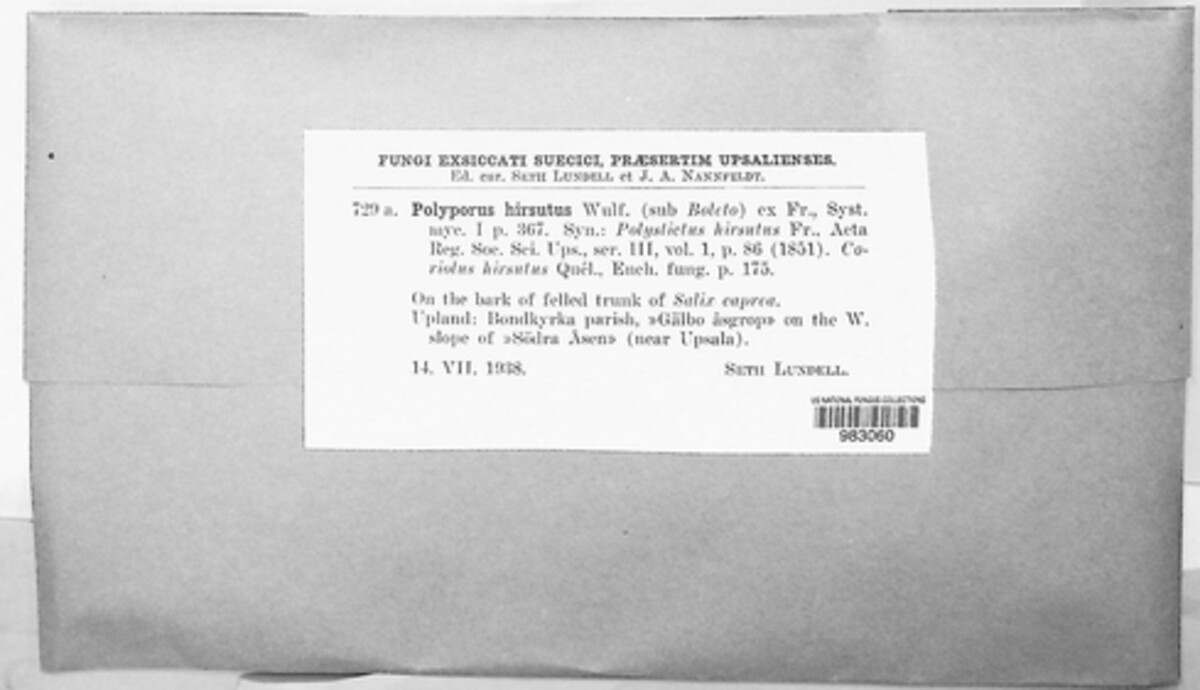 FUNGI EXSICCATI SUECICI, PRÆSERTIM UPSALIENSES.
Ed. cur. SETH LUNDELL et J. A. NANNFELDT.
729 a. Polyporus hirsutus Wulf. (sub Boleto) ex Fr., Syst.
myc. I p. 367. Syn.: Polystictus hirsutus Fr., Acta
Reg. Soc. Sci. Ups., ser. III, vol. 1, p. 86 (1851). Co-
riolus hirsutus Quél., Ench. fung. p. 175.
On the bark of felled trunk of Salix caprea.
Upland: Bondkyrka parish, »Gälbo åsgrop» on the W.
slope of »Södra Åsen» (near Upsala).
14. VII. 1938. SETH LUNDELL.
US NATIONAL FUNGUS COLLECTIONS
983060